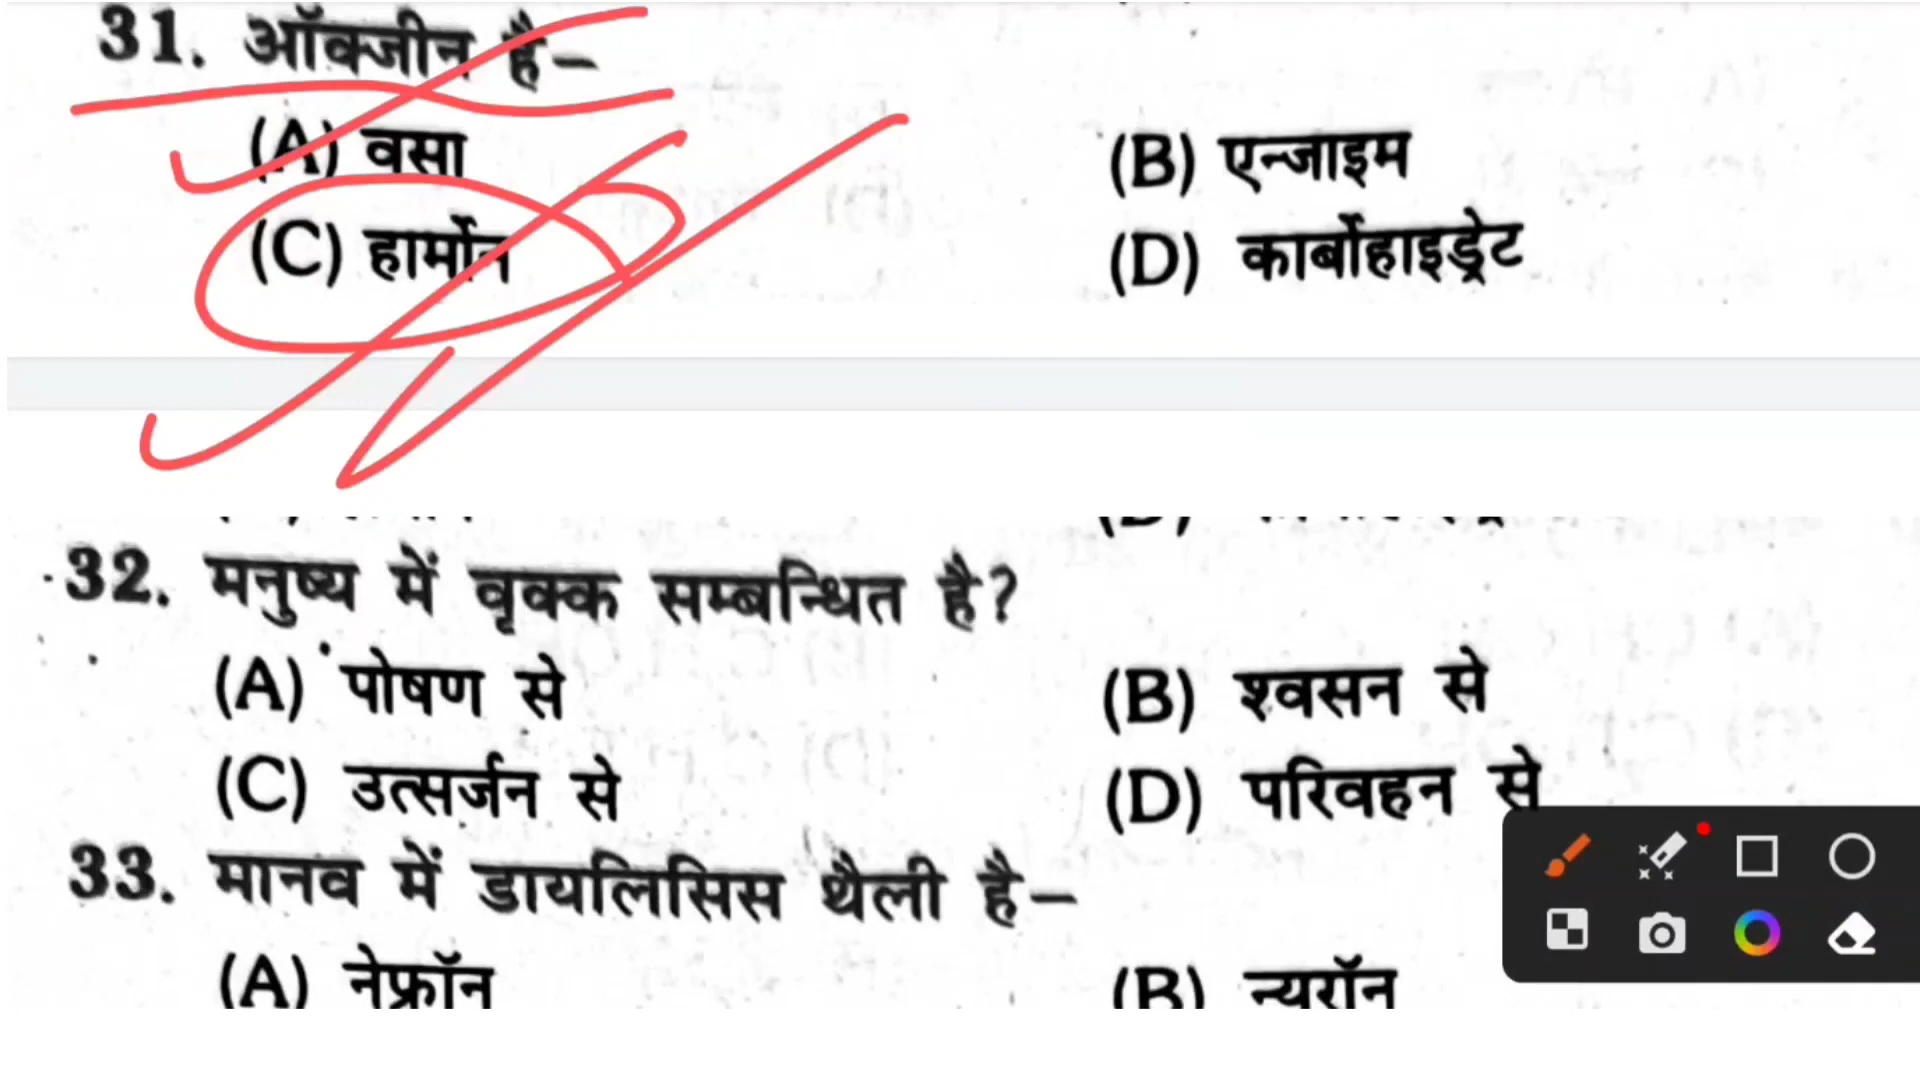 31. ऑक्जीन है–
(A) वसा (B) एन्जाइम
(C) हार्मोन (D) कार्बोहाइड्रेट
32. मनुष्य में वृक्क सम्बन्धित है?
(A) पोषण से (B) श्वसन से
(C) उत्सर्जन से (D) परिवहन से
33. मानव में डायलिसिस थैली है–
(A) नेफ्रॉन (B) न्यूरॉन